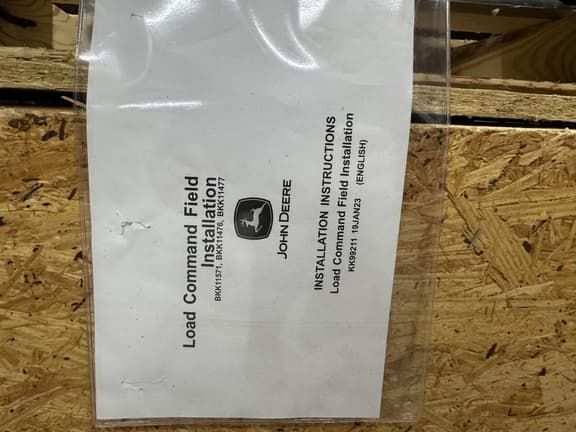 Load Command Field
Installation
BKK11571, BKK11476, BKK11477
JOHN DEERE
INSTALLATION INSTRUCTIONS
Load Command Field Installation
KK99211 19JAN23 (ENGLISH)